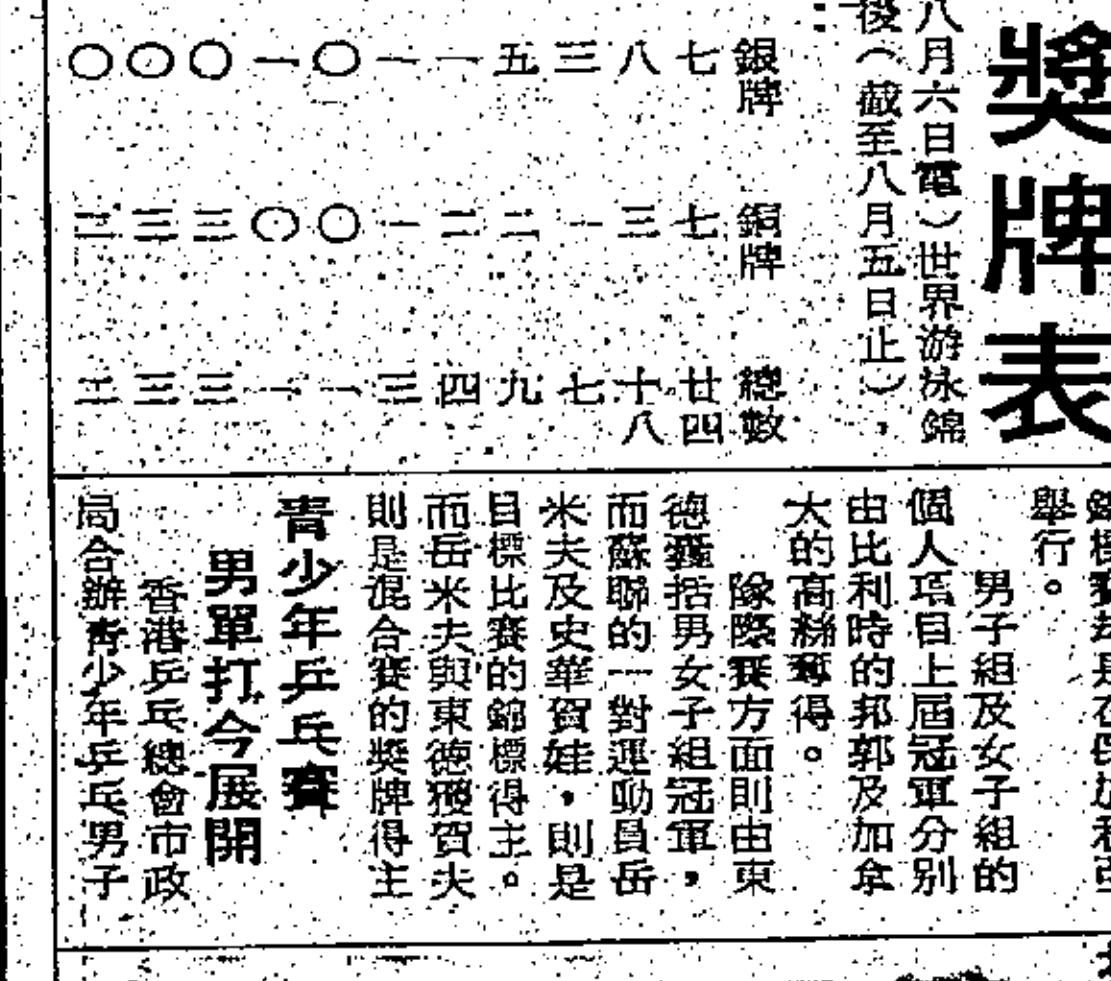 獎牌表
八月六日電）世界游泳錦
後（截至八月五日止），
銀牌 銅牌 總數
七 七 廿四
八 三 十八
三 一 七
五 二 九
一 二 四
一 一 三
〇 〇 一
一 〇 一
〇 三 三
〇 三 三
〇
舉行。
男子組及女子組的
個人項目上屆冠軍分別
由比利時的邦郭及加拿
大的高絲奪得。
隊際賽方面則由東
德囊括男女子組冠軍，
而蘇聯的一對運動員岳
米夫及史華賀娃，則是
目標比賽的錦標得主。
而岳米夫與東德獲賀夫
則是混合賽的獎牌得主
青少年乒乓賽
男單打今展開
香港乒乓總會市政
局合辦青少年乒乓男子